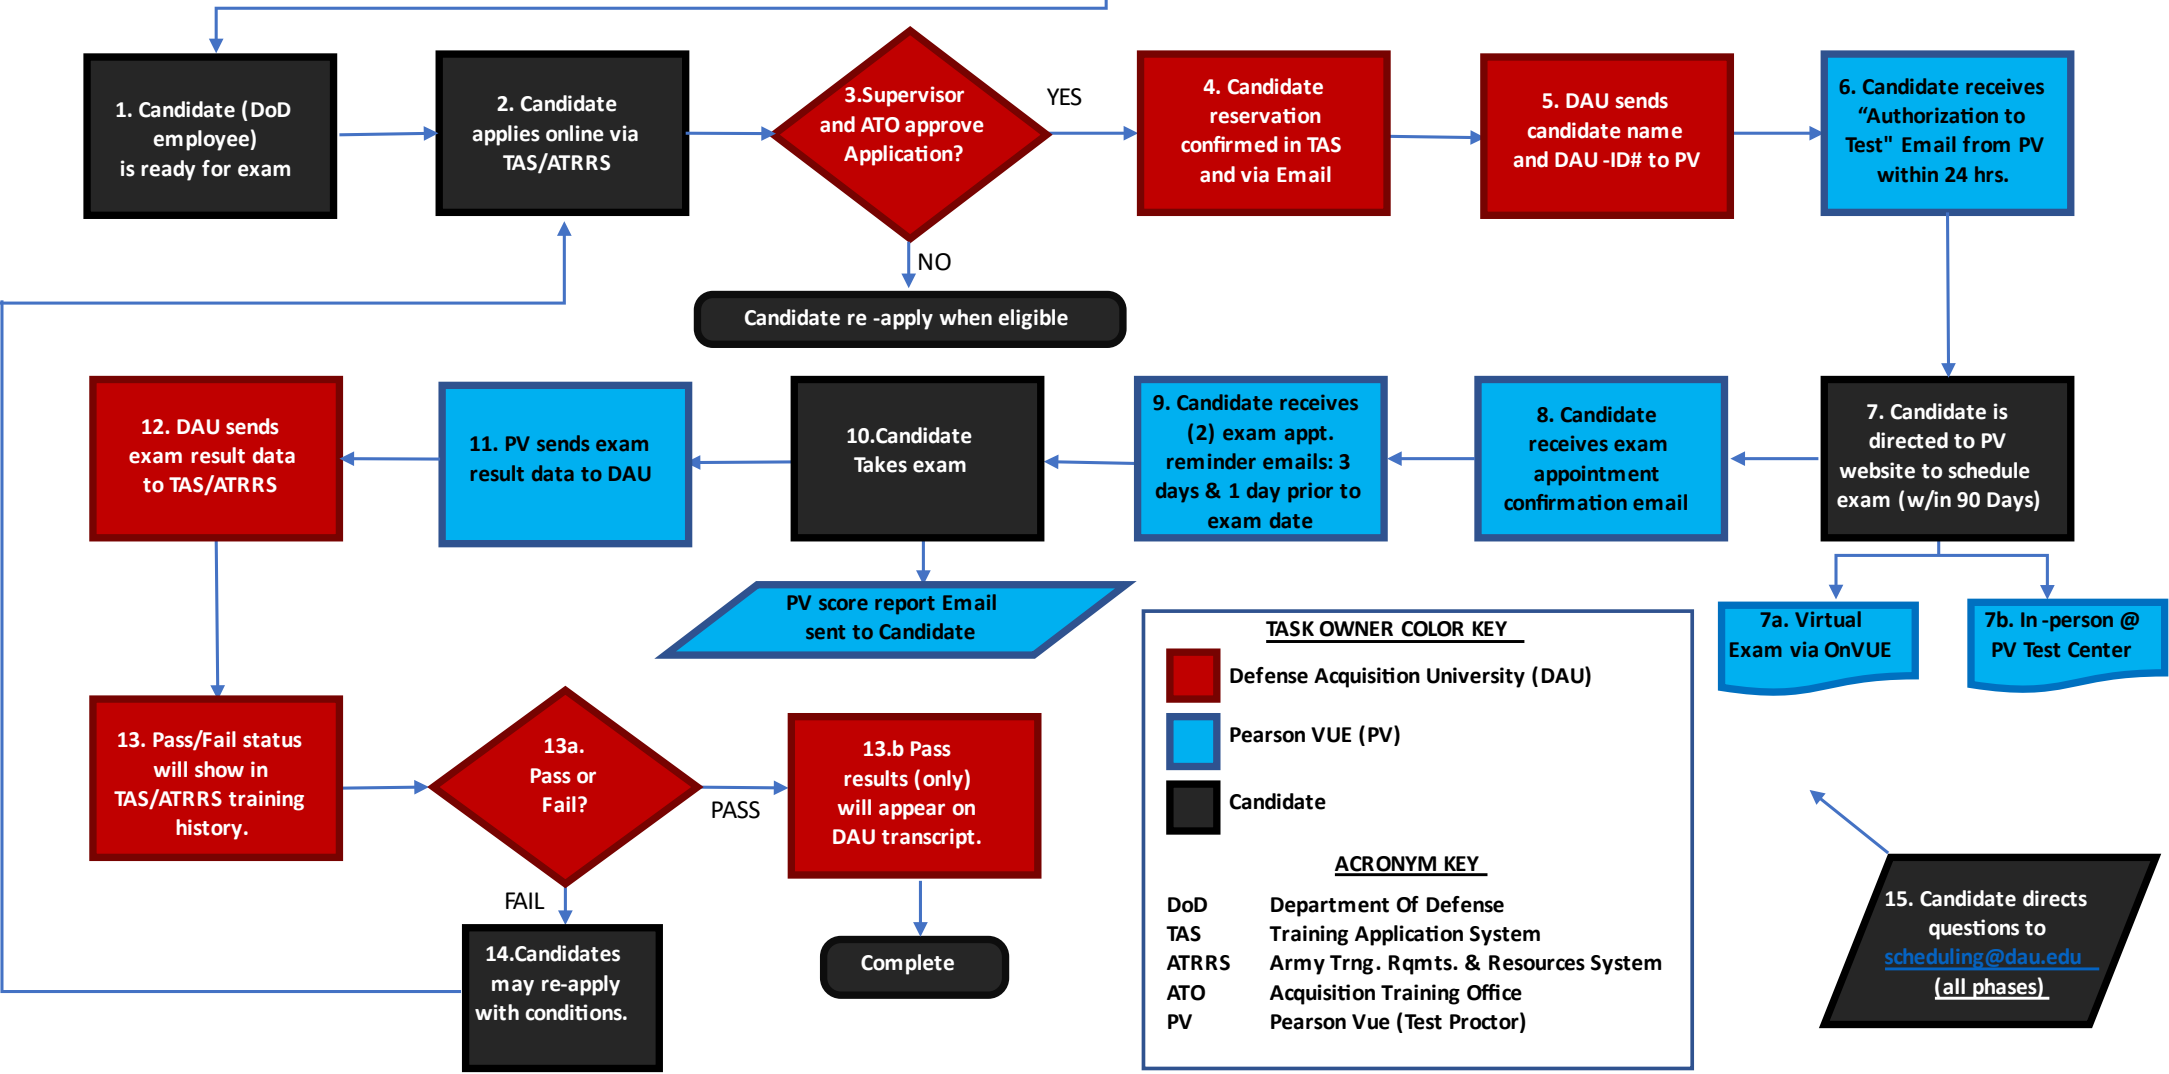 1. Candidate (DoD
employee)
is ready for exam
2. Candidate
applies online via
TAS/ATRRS
3.Supervisor
and ATO approve
Application?
YES
NO
Candidate re -apply when eligible
4. Candidate
reservation
confirmed in TAS
and via Email
5. DAU sends
candidate name
and DAU -ID# to PV
6. Candidate receives
“Authorization to
Test" Email from PV
within 24 hrs.
7. Candidate is
directed to PV
website to schedule
exam (w/in 90 Days)
7a. Virtual
Exam via OnVUE
7b. In -person @
PV Test Center
8. Candidate
receives exam
appointment
confirmation email
9. Candidate receives
(2) exam appt.
reminder emails: 3
days & 1 day prior to
exam date
10.Candidate
Takes exam
PV score report Email
sent to Candidate
11. PV sends exam
result data to DAU
12. DAU sends
exam result data
to TAS/ATRRS
13. Pass/Fail status
will show in
TAS/ATRRS training
history.
13a.
Pass or
Fail?
PASS
FAIL
13.b Pass
results (only)
will appear on
DAU transcript.
Complete
14.Candidates
may re-apply
with conditions.
TASK OWNER COLOR KEY
Defense Acquisition University (DAU)
Pearson VUE (PV)
Candidate
ACRONYM KEY
DoD Department Of Defense
TAS Training Application System
ATRRS Army Trng. Rqmts. & Resources System
ATO Acquisition Training Office
PV Pearson Vue (Test Proctor)
15. Candidate directs
questions to
scheduling@dau.edu
(all phases)